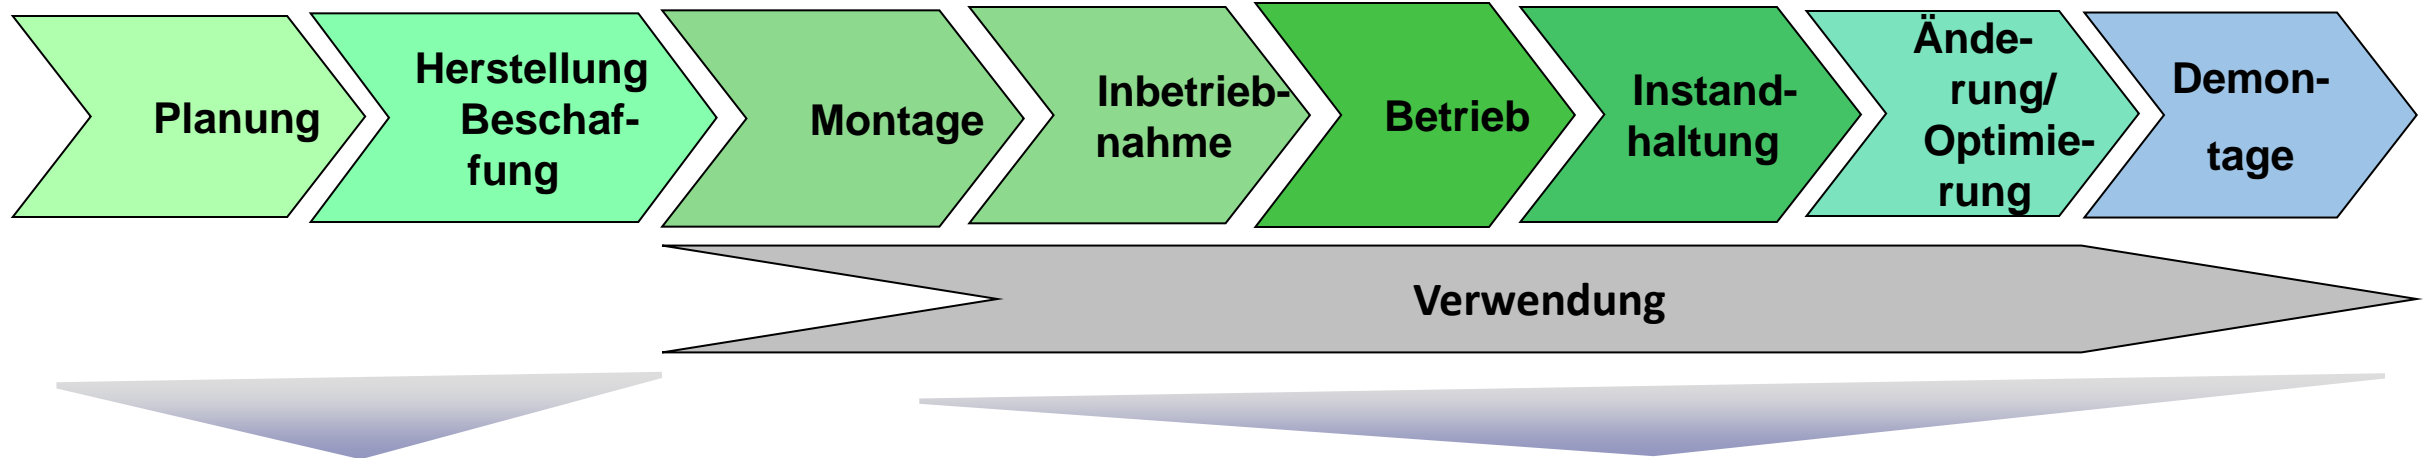 Planung
Herstellung
Beschaf-
fung
Montage
Inbetrieb-
nahme
Betrieb
Instand-
haltung
Ände-
rung/
Optimie-
rung
Demon-
tage
Verwendung